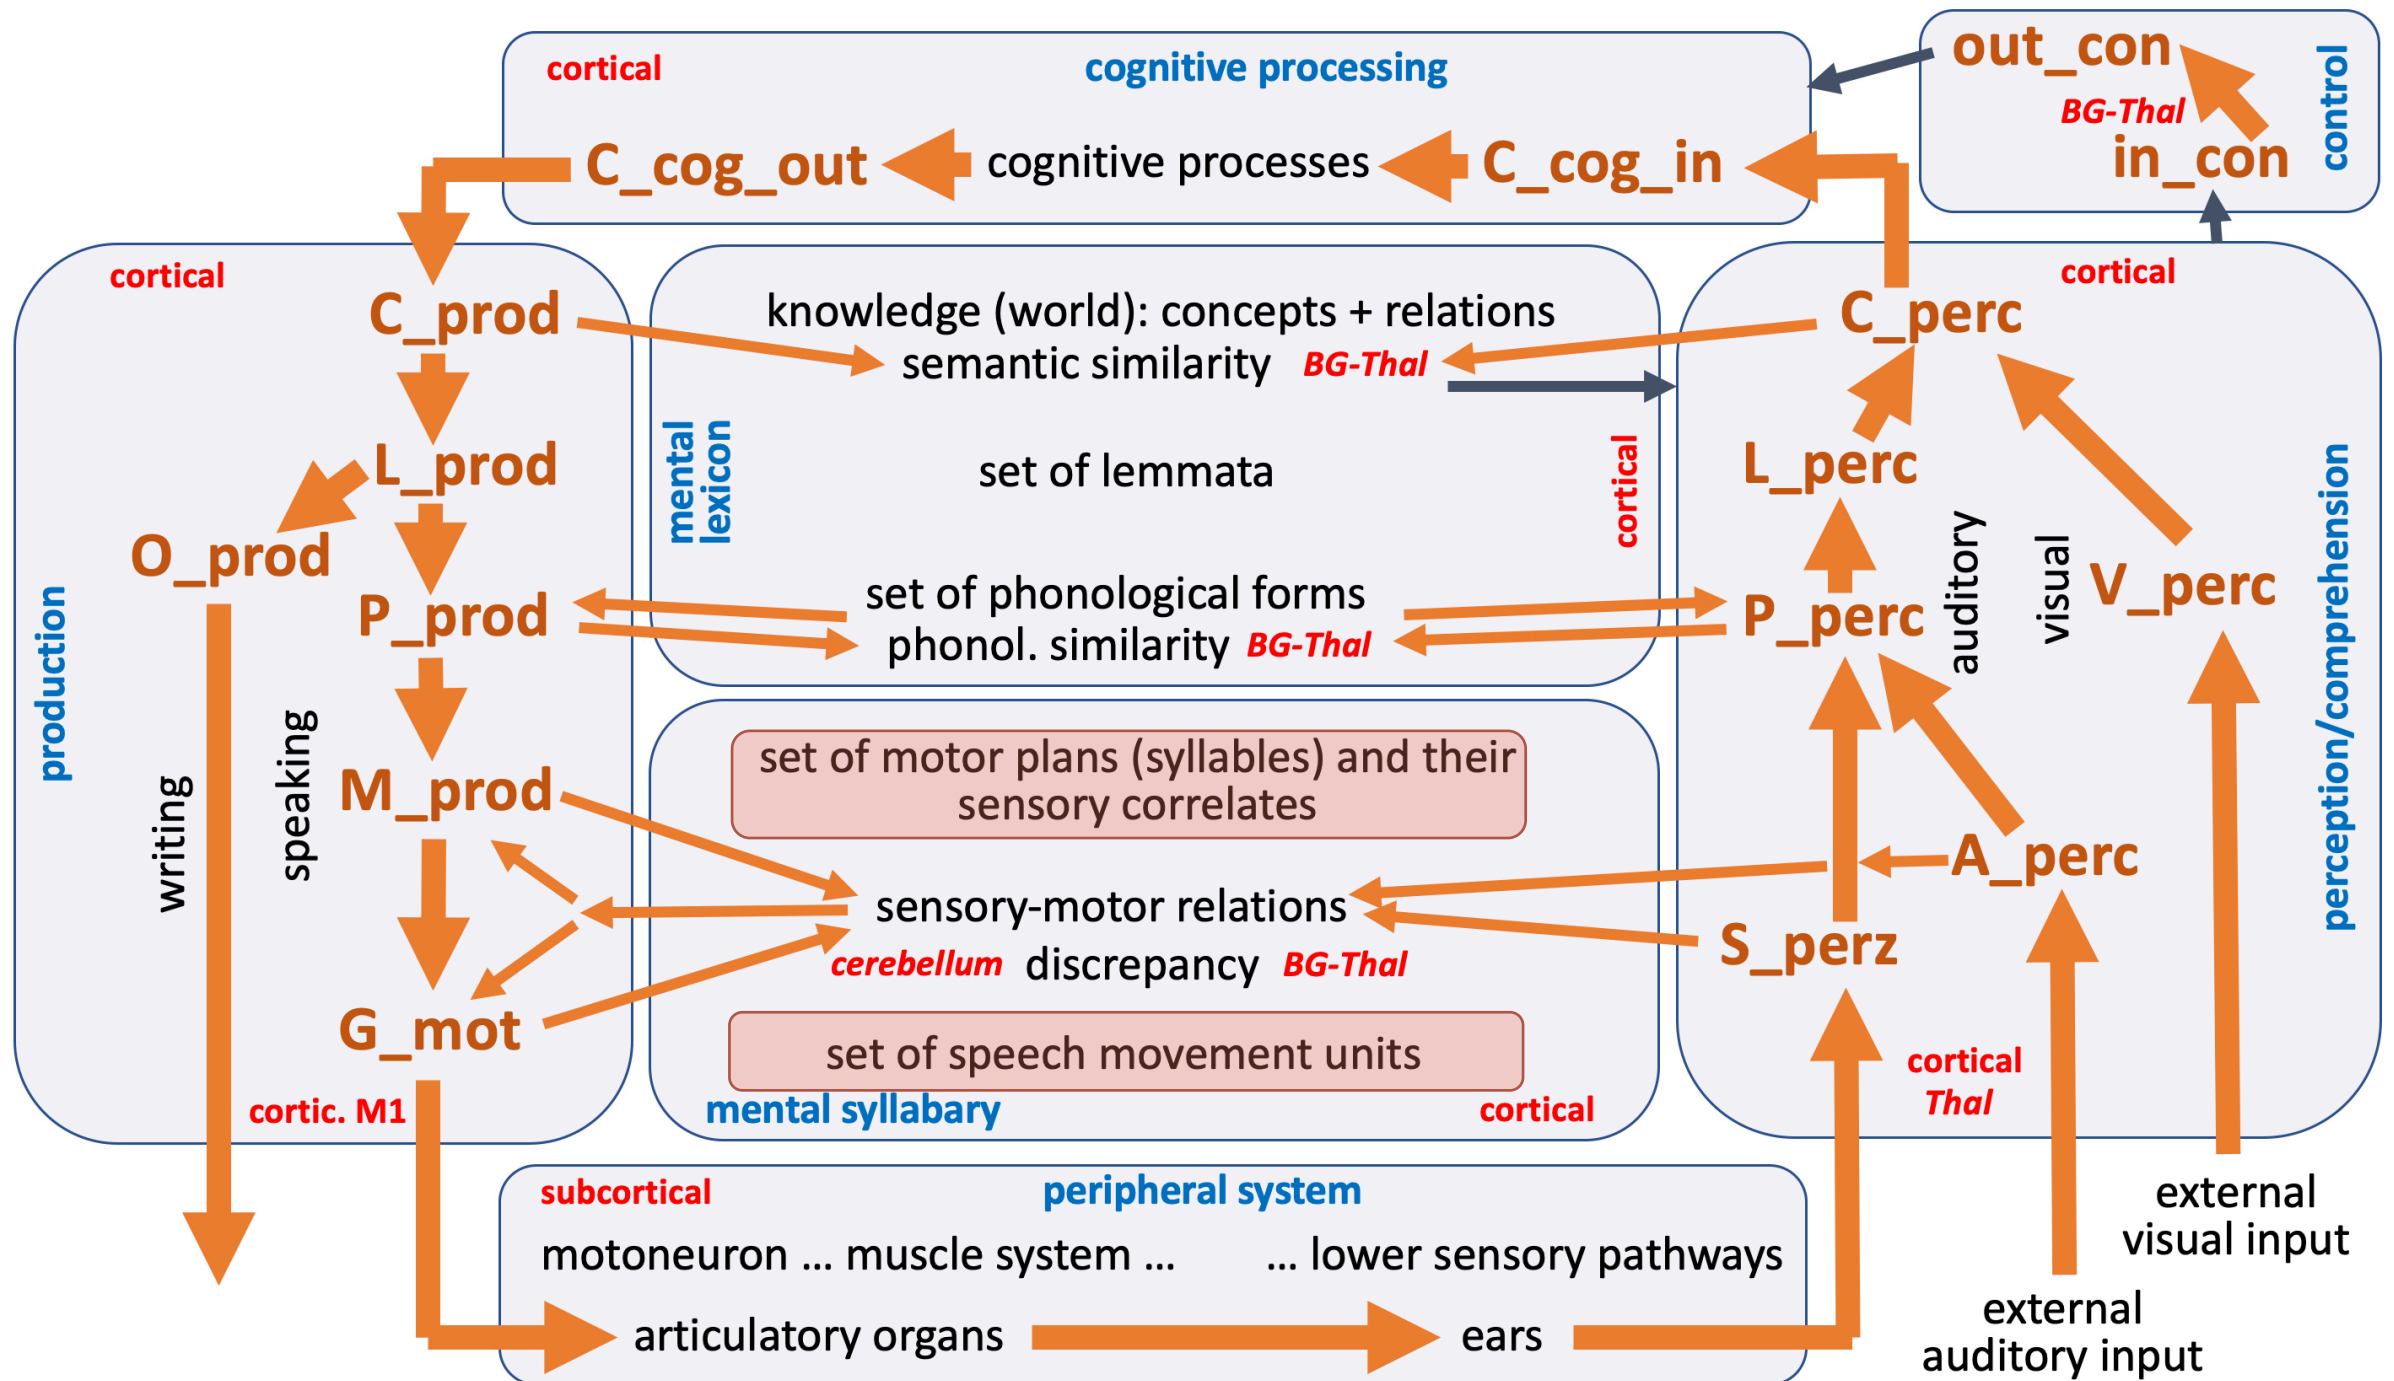 cortical
cognitive processing
C_cog_out
cognitive processes
C_cog_in
out_con
BG-Thal
in_con
control
cortical
C_prod
L_prod
O_prod
P_prod
M_prod
G_mot
production
writing
speaking
cortic. M1
knowledge (world): concepts + relations
semantic similarity BG-Thal
mental
lexicon
set of lemmata
cortical
set of phonological forms
phonol. similarity BG-Thal
set of motor plans (syllables) and their
sensory correlates
sensory-motor relations
cerebellum discrepancy BG-Thal
set of speech movement units
mental syllabary
cortical
cortical
C_perc
L_perc
P_perc
auditory
visual
V_perc
A_perc
S_perz
perception/comprehension
cortical
Thal
subcortical
peripheral system
motoneuron ... muscle system ...
... lower sensory pathways
articulatory organs
ears
external
visual input
external
auditory input